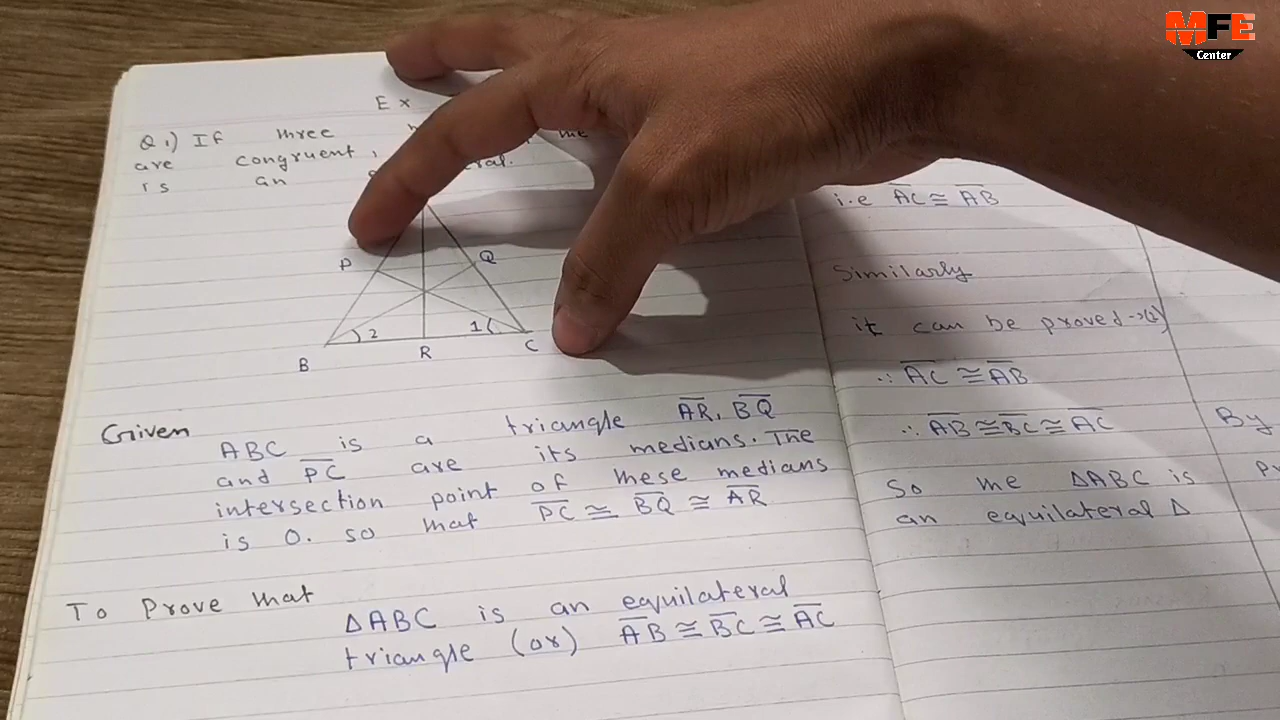 MFE
Center
Ex
Q1) If three
are congruent,
is an
P
Q
2
1
B
R
C
Given
ABC is a triangle AR, BQ
and PC are its medians. The
intersection point of these medians
is O. so that PC ≅ BQ ≅ AR
To Prove that
ΔABC is an equilateral
triangle (or) AB ≅ BC ≅ AC
i.e AC ≅ AB
Similarly
it can be proved →(2)
∴ AC ≅ AB
∴ AB ≅ BC ≅ AC
By
So the ΔABC is
an equilateral Δ